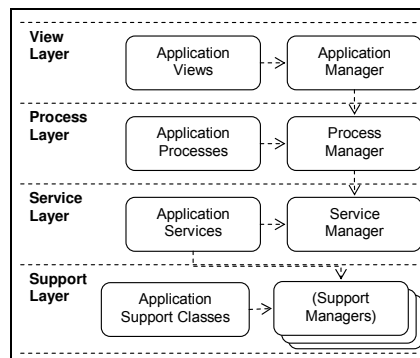 View
Layer
Application
Views
Application
Manager
Process
Layer
Application
Processes
Process
Manager
Service
Layer
Application
Services
Service
Manager
Support
Layer
Application
Support Classes
(Support
Managers)